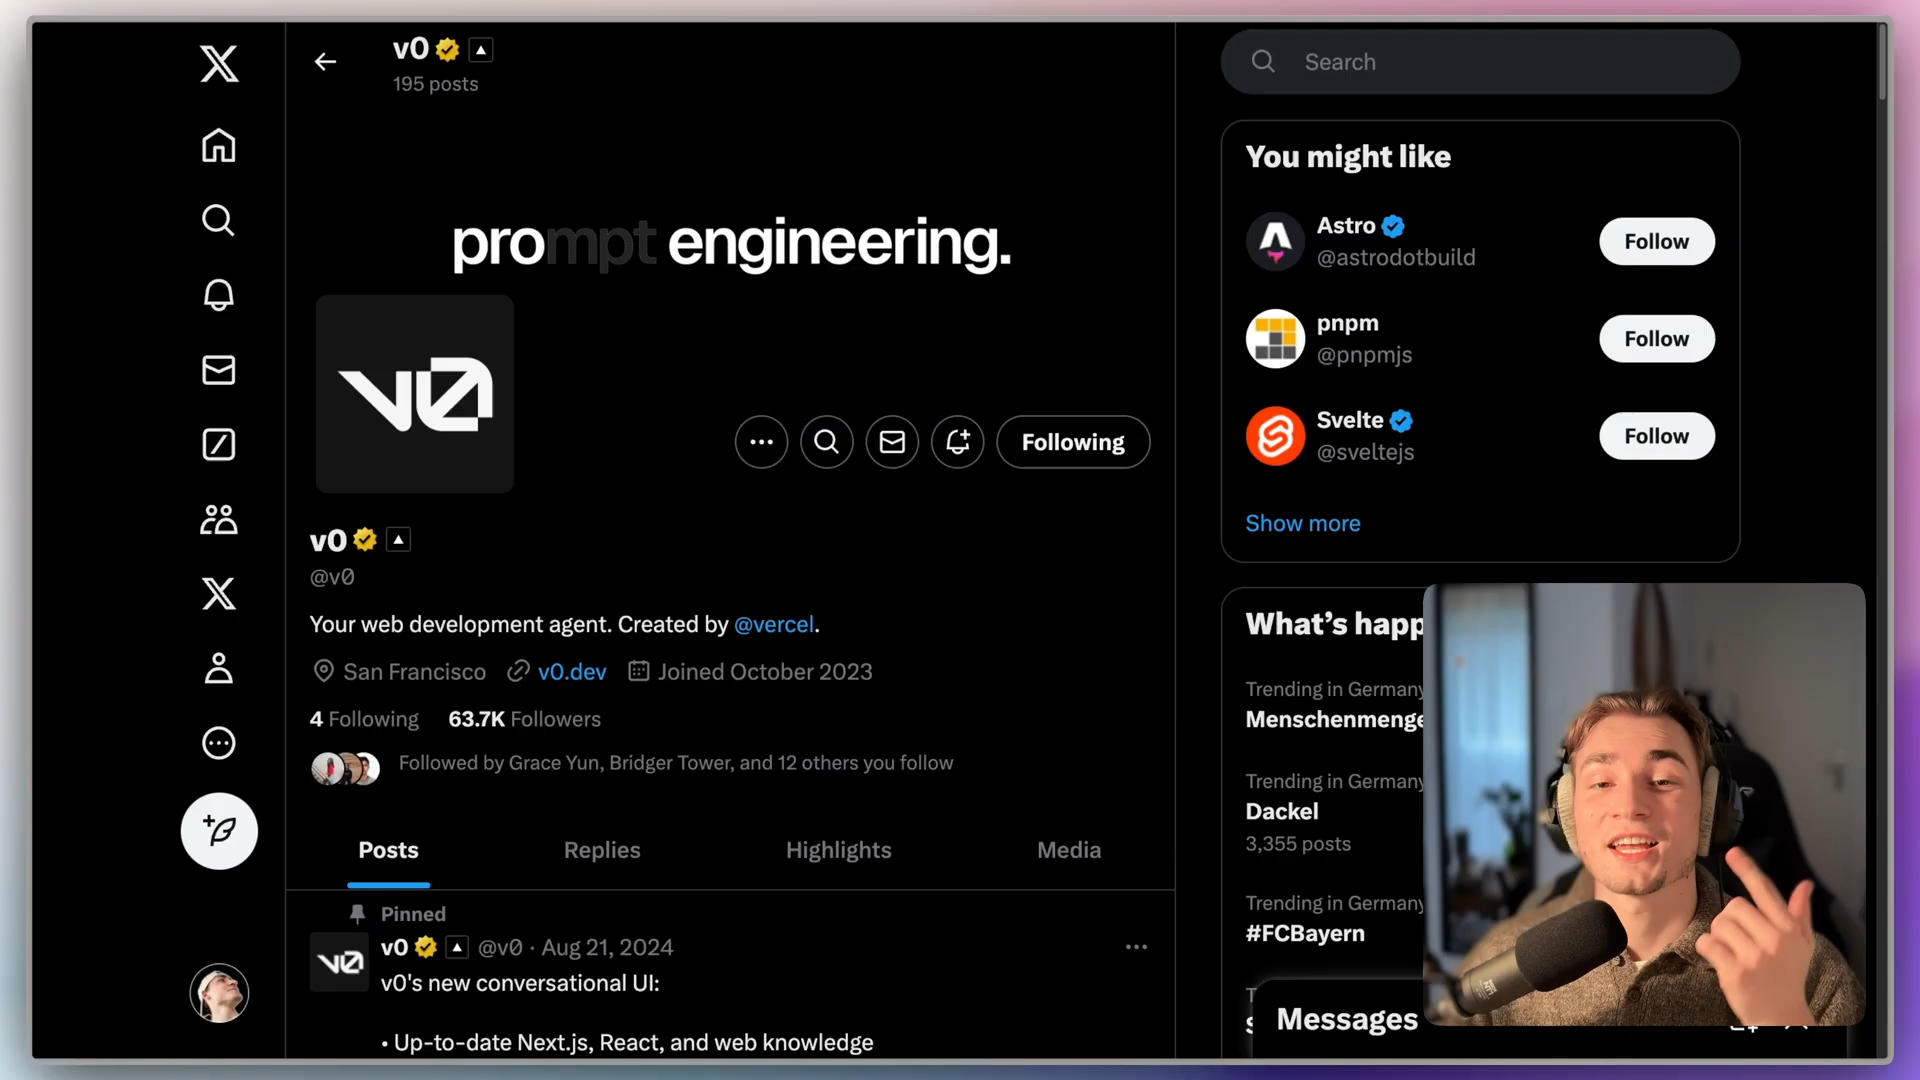 v0
195 posts
Search
prompt engineering.
v0
Following
v0
@v0
Your web development agent. Created by @vercel.
San Francisco v0.dev Joined October 2023
4 Following 63.7K Followers
Followed by Grace Yun, Bridger Tower, and 12 others you follow
Posts Replies Highlights Media
Pinned
v0 @v0 · Aug 21, 2024
v0
v0's new conversational UI:
• Up-to-date Next.js, React, and web knowledge
You might like
Astro
@astrodotbuild
Follow
pnpm
@pnpmjs
Follow
Svelte
@sveltejs
Follow
Show more
What's happ
Trending in Germany
Menschenmenge
Trending in Germany
Dackel
3,355 posts
Trending in Germany
#FCBayern
Messages